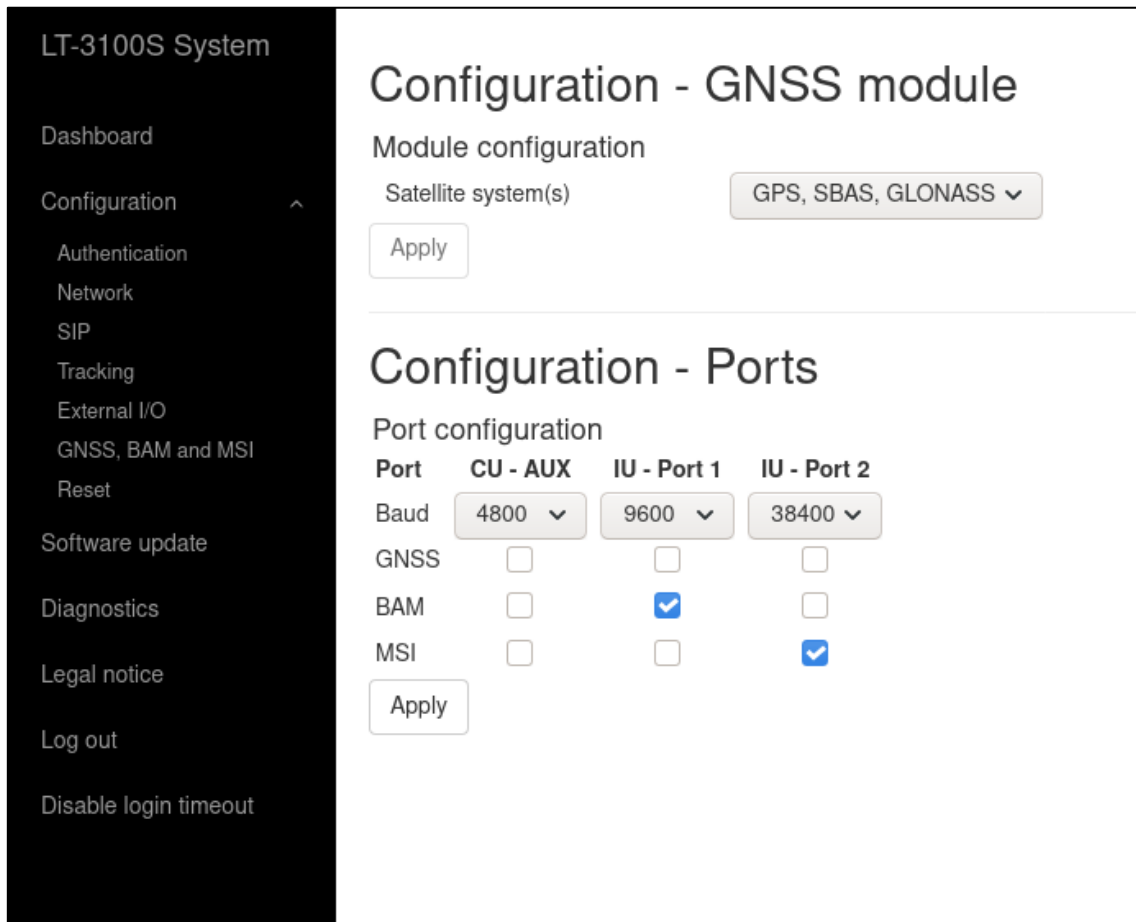 LT-3100S System
Dashboard
Configuration
Authentication
Network
SIP
Tracking
External I/O
GNSS, BAM and MSI
Reset
Software update
Diagnostics
Legal notice
Log out
Disable login timeout
Configuration - GNSS module
Module configuration
Satellite system(s) GPS, SBAS, GLONASS
Apply
Configuration - Ports
Port configuration
Port CU - AUX IU - Port 1 IU - Port 2
Baud 4800 9600 38400
GNSS
BAM
MSI
Apply